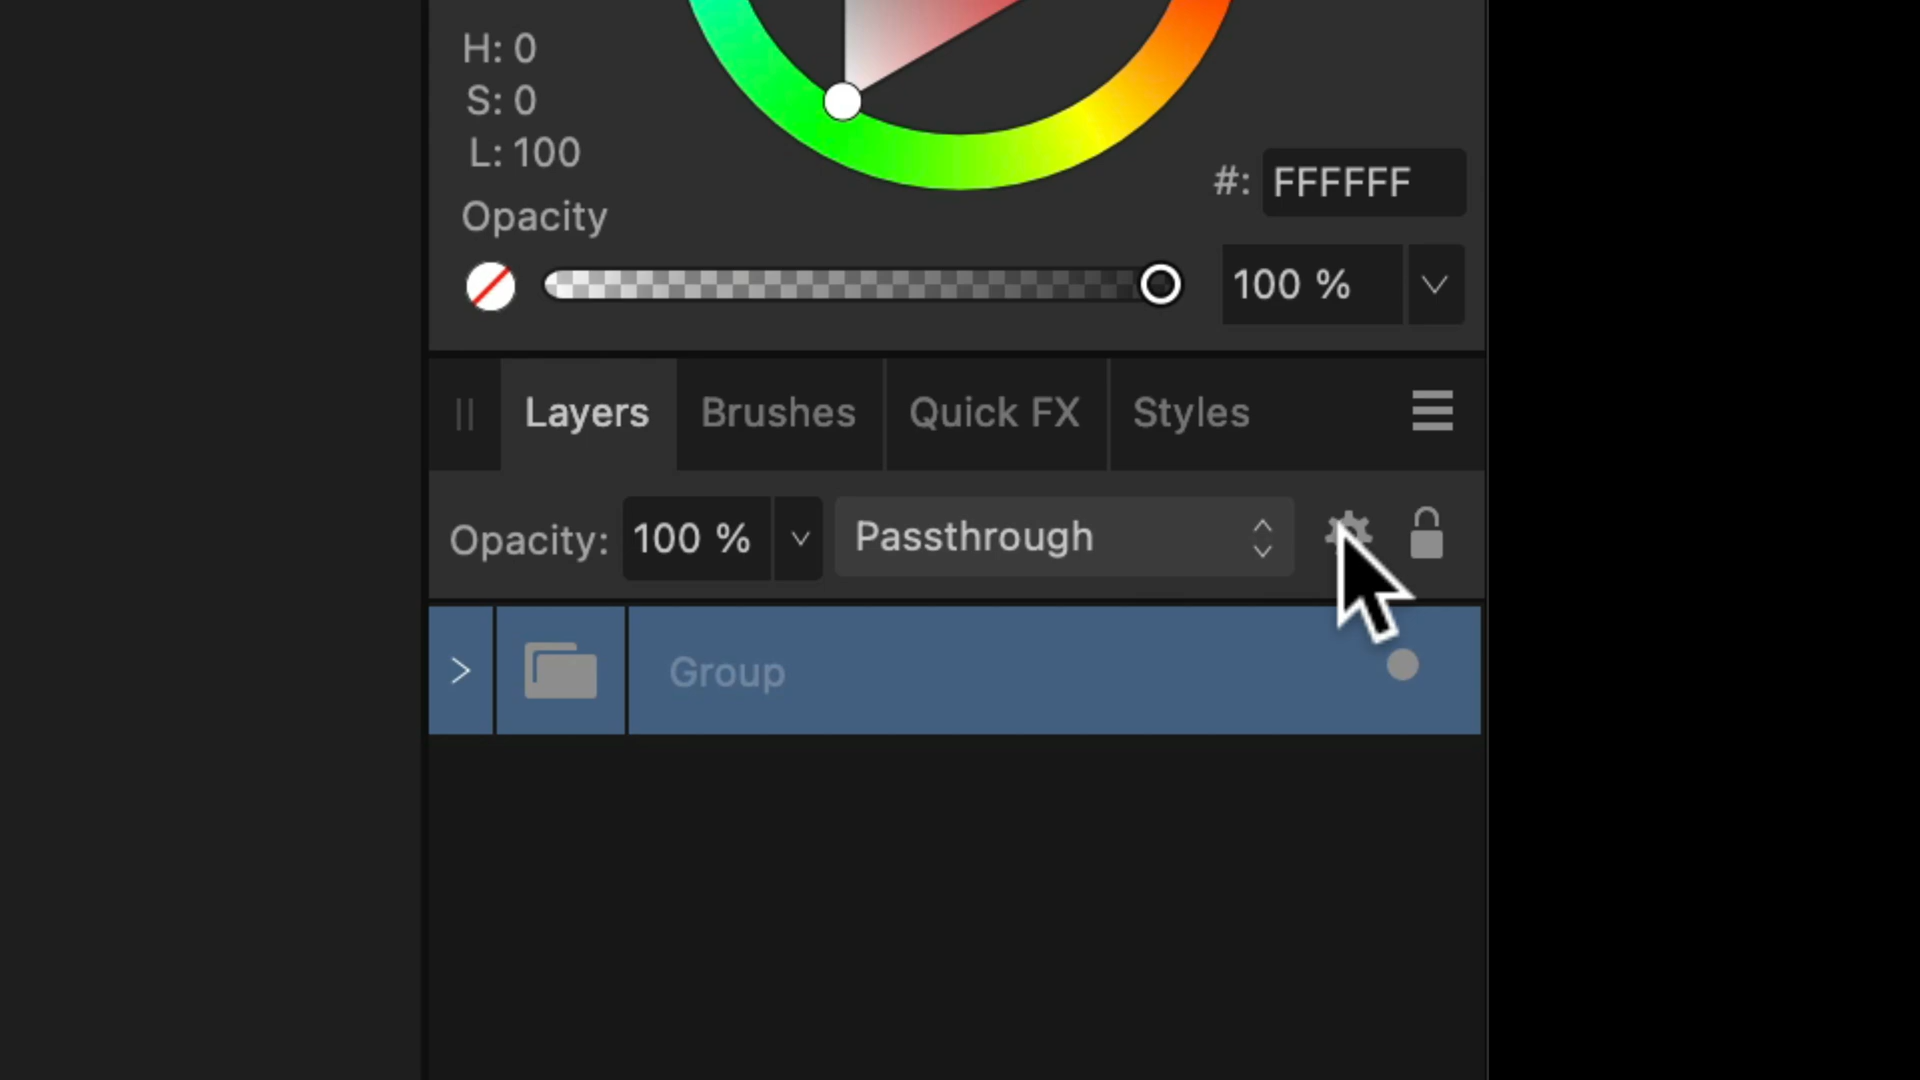 H: 0
S: 0
L: 100
#: FFFFFF
Opacity
100 %
Layers Brushes Quick FX Styles
Opacity: 100 % Passthrough
Group